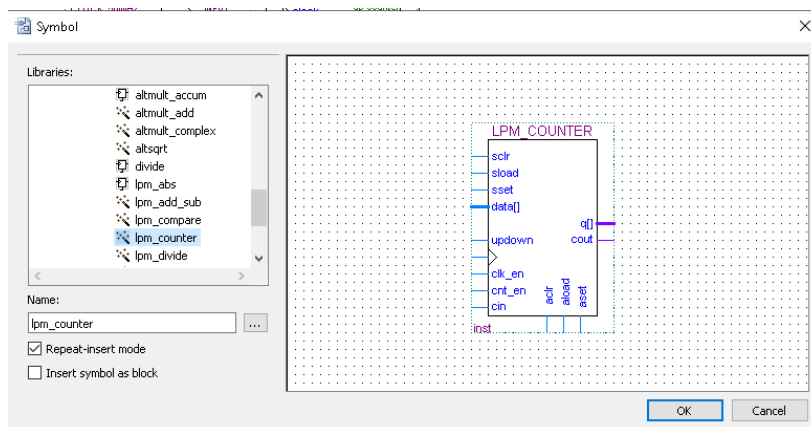 Symbol
Libraries:
altmult_accum
altmult_add
altmult_complex
altsqrt
divide
lpm_abs
lpm_add_sub
lpm_compare
lpm_counter
lpm_divide
Name:
lpm_counter
...
Repeat-insert mode
Insert symbol as block
LPM_COUNTER
sclr
sload
sset
data[]
q[]
updown
cout
clk_en
cnt_en
cin
aclr
aload
aset
inst
OK
Cancel